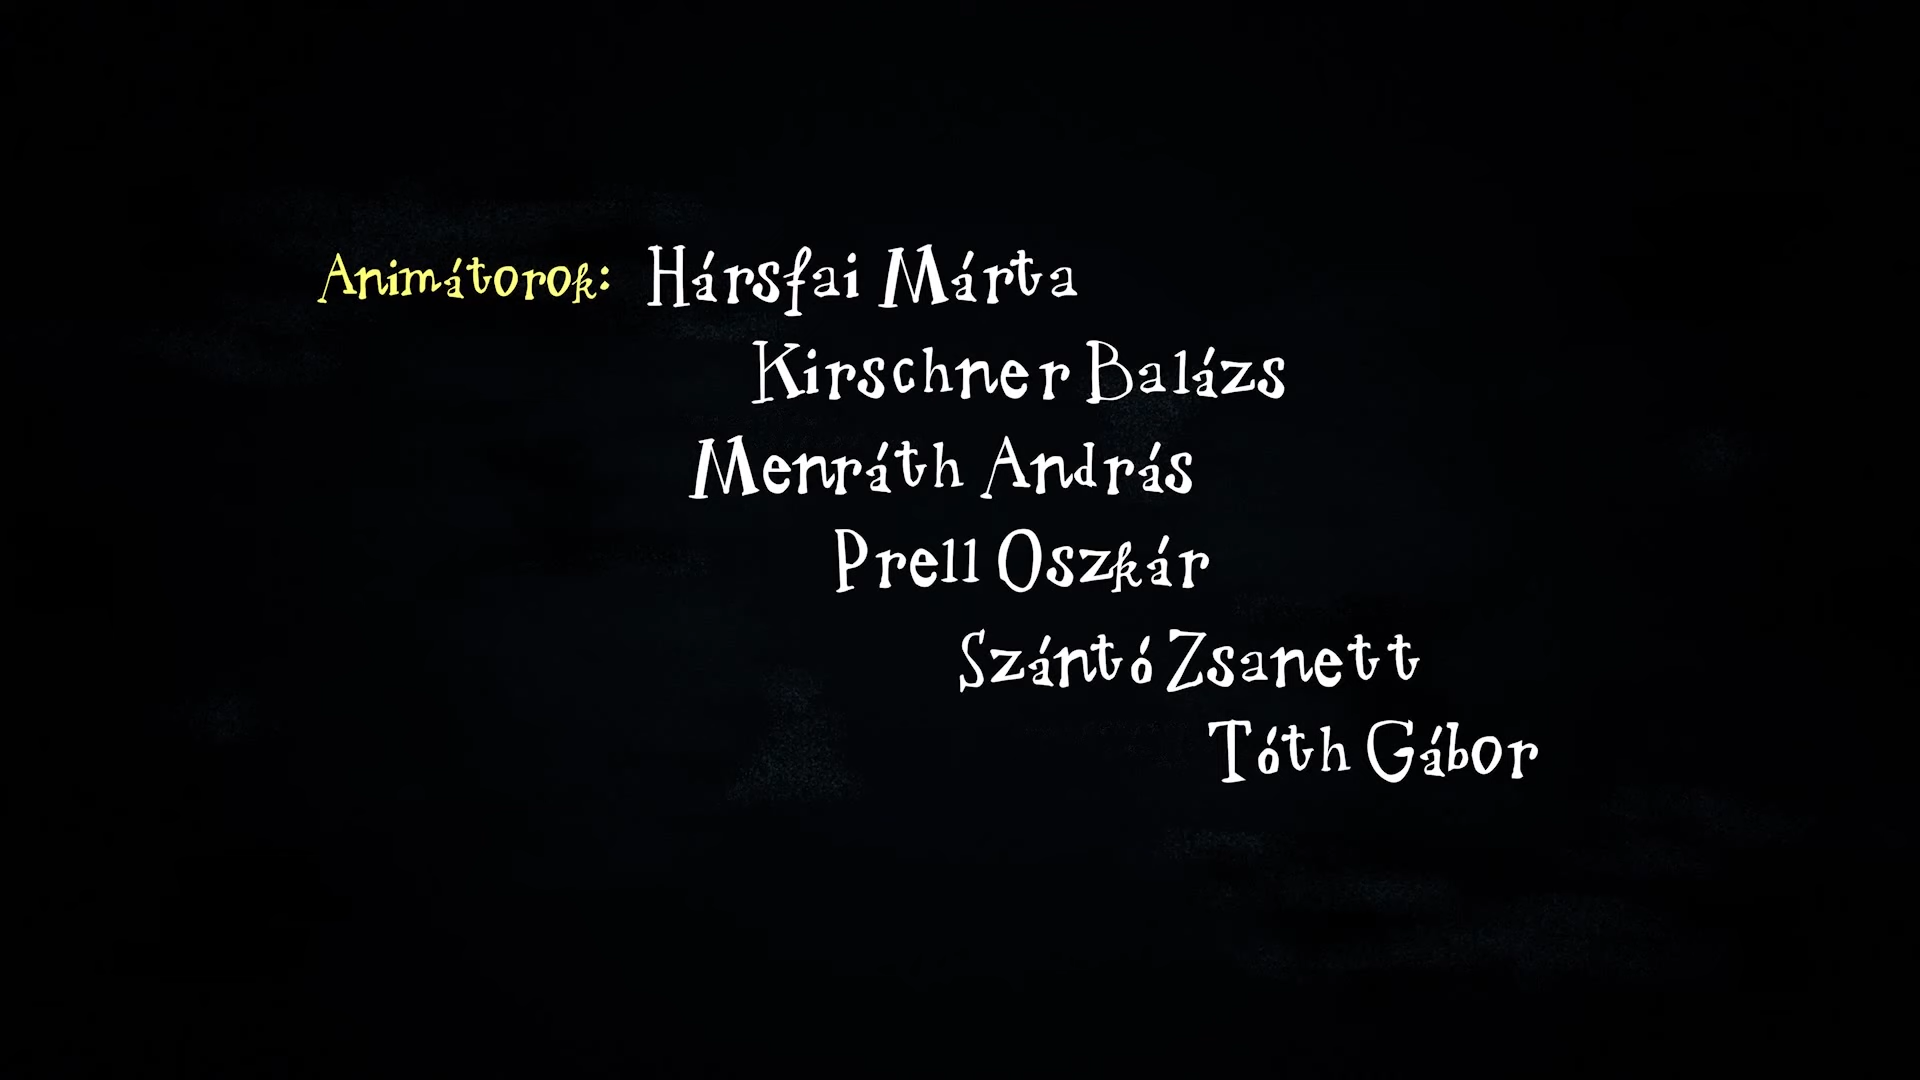 Animátorok: Hársfai Márta
Kirschner Balázs
Menráth András
Prell Oszkár
Szántó Zsanett
Tóth Gábor